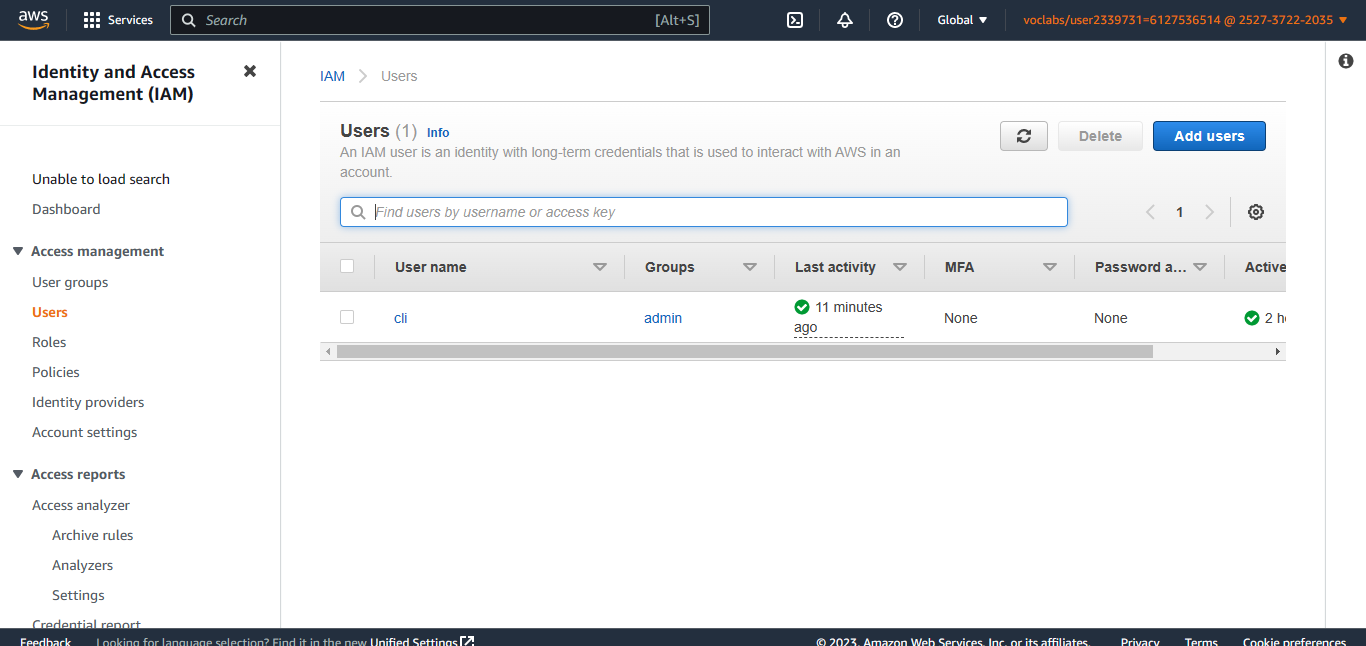 aws
Services
Search
[Alt+S]
Global
voclabs/user2339731=6127536514 @ 2527-3722-2035
Identity and Access
Management (IAM)
Unable to load search
Dashboard
Access management
User groups
Users
Roles
Policies
Identity providers
Account settings
Access reports
Access analyzer
Archive rules
Analyzers
Settings
Credential report
IAM
Users
Users (1) Info
An IAM user is an identity with long-term credentials that is used to interact with AWS in an
account.
Delete
Add users
Find users by username or access key
1
User name Groups Last activity MFA Password a... Active
cli admin 11 minutes ago None None 2 h
Feedback Looking for language selection? Find it in the new Unified Settings
© 2023, Amazon Web Services, Inc. or its affiliates. Privacy Terms Cookie preferences